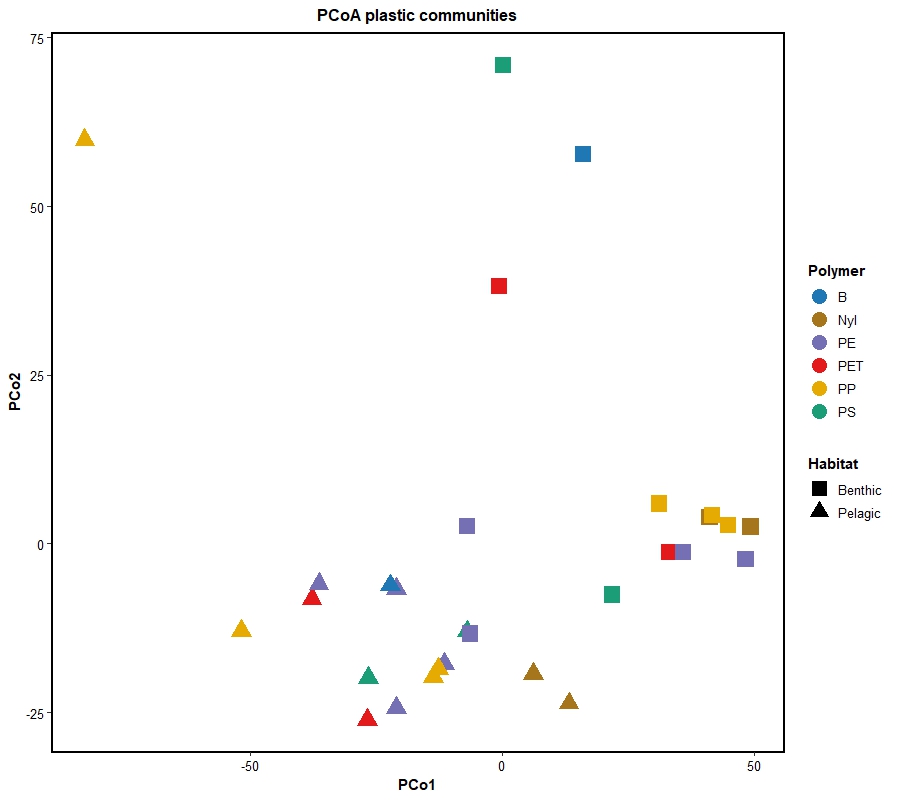 PCoA plastic communities
75
50
25
0
-25
PCo2
-50
0
50
PCo1
Polymer
B
Nyl
PE
PET
PP
PS
Habitat
Benthic
Pelagic